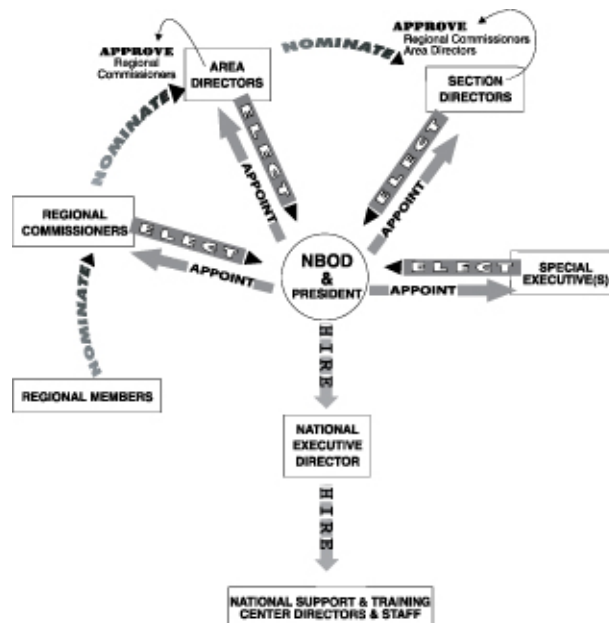 APPROVE
Regional
Commissioners
AREA
DIRECTORS
NOMINATE
APPROVE
Regional Commissioners
Area Directors
SECTION
DIRECTORS
NOMINATE
ELECT
APPOINT
ELECT
APPOINT
REGIONAL
COMMISSIONERS
ELECT
APPOINT
NBOD
&
PRESIDENT
ELECT
APPOINT
SPECIAL
EXECUTIVE(S)
NOMINATE
REGIONAL MEMBERS
HIRE
NATIONAL
EXECUTIVE
DIRECTOR
HIRE
NATIONAL SUPPORT & TRAINING
CENTER DIRECTORS & STAFF